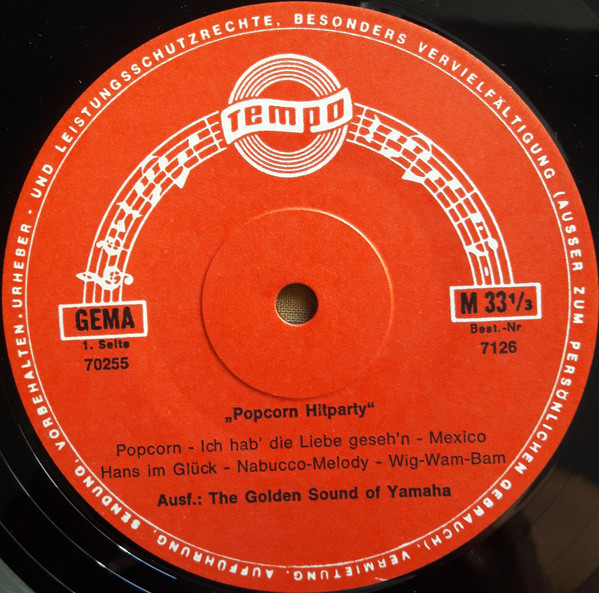 URHEBER- UND LEISTUNGSSCHUTZRECHTE, BESONDERS VERVIELFÄLTIGUNG (AUSSER ZUM PERSÖNLICHEN GEBRAUCH), VERMIETUNG, AUFFÜHRUNG, SENDUNG, VORBEHALTEN.
Tempo
GEMA
1. Seite
70255
M 33 1/3
Best.-Nr
7126
„Popcorn Hitparty“
Popcorn - Ich hab' die Liebe geseh'n - Mexico
Hans im Glück - Nabucco-Melody - Wig-Wam-Bam
Ausf.: The Golden Sound of Yamaha